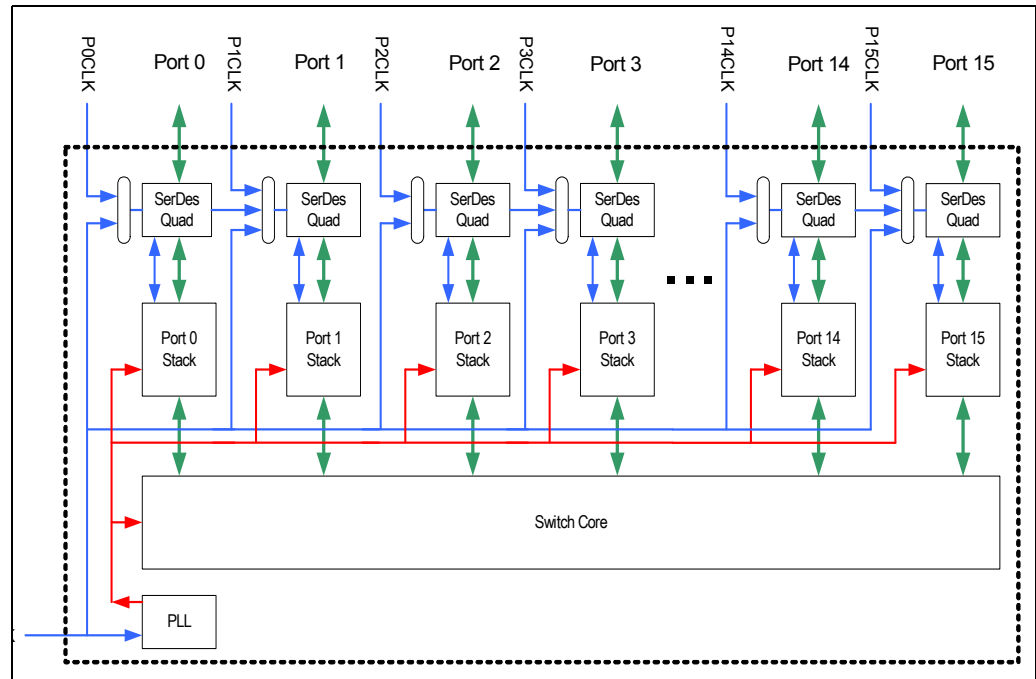 P0CLK
Port 0
P1CLK
Port 1
P2CLK
Port 2
P3CLK
Port 3
P14CLK
Port 14
P15CLK
Port 15
SerDes
Quad
SerDes
Quad
SerDes
Quad
SerDes
Quad
SerDes
Quad
SerDes
Quad
Port 0
Stack
Port 1
Stack
Port 2
Stack
Port 3
Stack
Port 14
Stack
Port 15
Stack
Switch Core
PLL